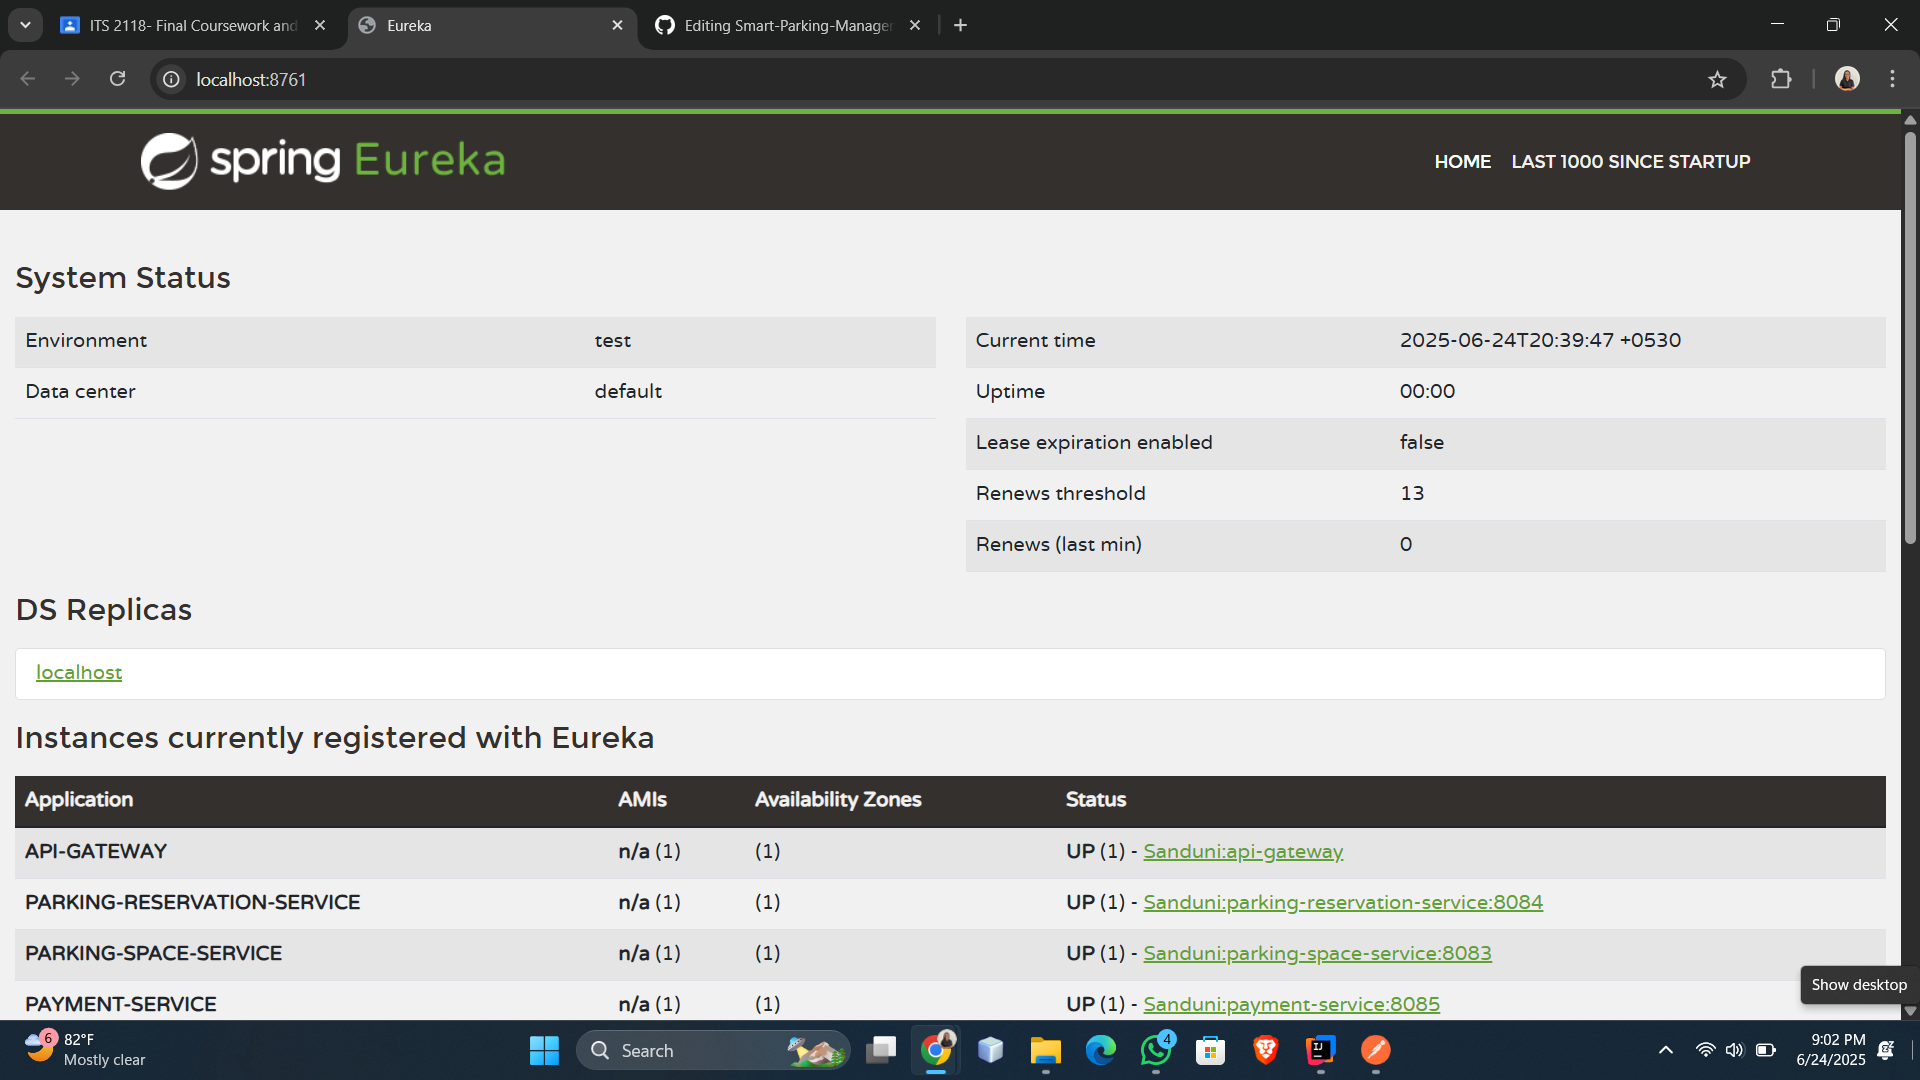 ITS 2118- Final Coursework and
Eureka
Editing Smart-Parking-Manager
localhost:8761
spring Eureka
HOME LAST 1000 SINCE STARTUP
System Status
Environment test
Data center default
Current time 2025-06-24T20:39:47 +0530
Uptime 00:00
Lease expiration enabled false
Renews threshold 13
Renews (last min) 0
DS Replicas
localhost
Instances currently registered with Eureka
Application AMIs Availability Zones Status
API-GATEWAY n/a (1) (1) UP (1) - Sanduni:api-gateway
PARKING-RESERVATION-SERVICE n/a (1) (1) UP (1) - Sanduni:parking-reservation-service:8084
PARKING-SPACE-SERVICE n/a (1) (1) UP (1) - Sanduni:parking-space-service:8083
PAYMENT-SERVICE n/a (1) (1) UP (1) - Sanduni:payment-service:8085
Show desktop
6
82°F
Mostly clear
Search
4
IJ
9:02 PM
6/24/2025